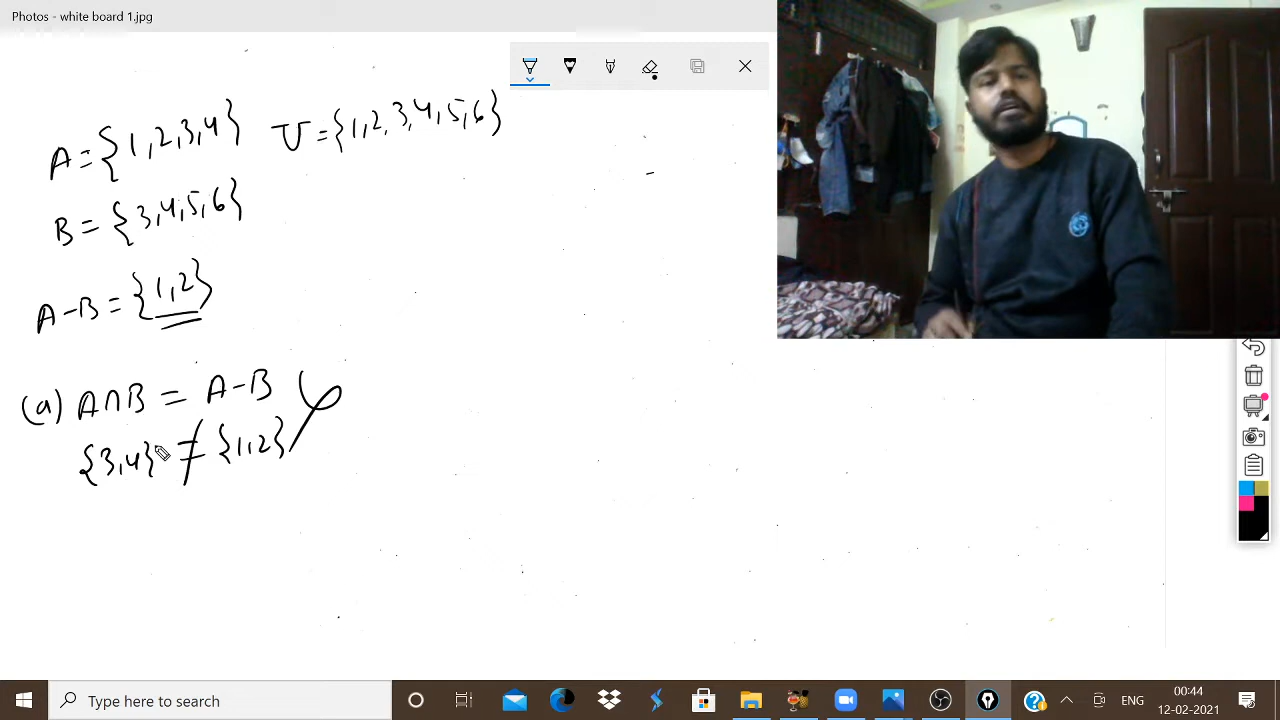 Photos - white board 1.jpg
A = {1,2,3,4} U = {1,2,3,4,5,6}
B = {3,4,5,6}
A-B = {1,2}
(a) A∩B = A-B
{3,4} ≠ {1,2}
Type here to search
ENG
00:44
12-02-2021